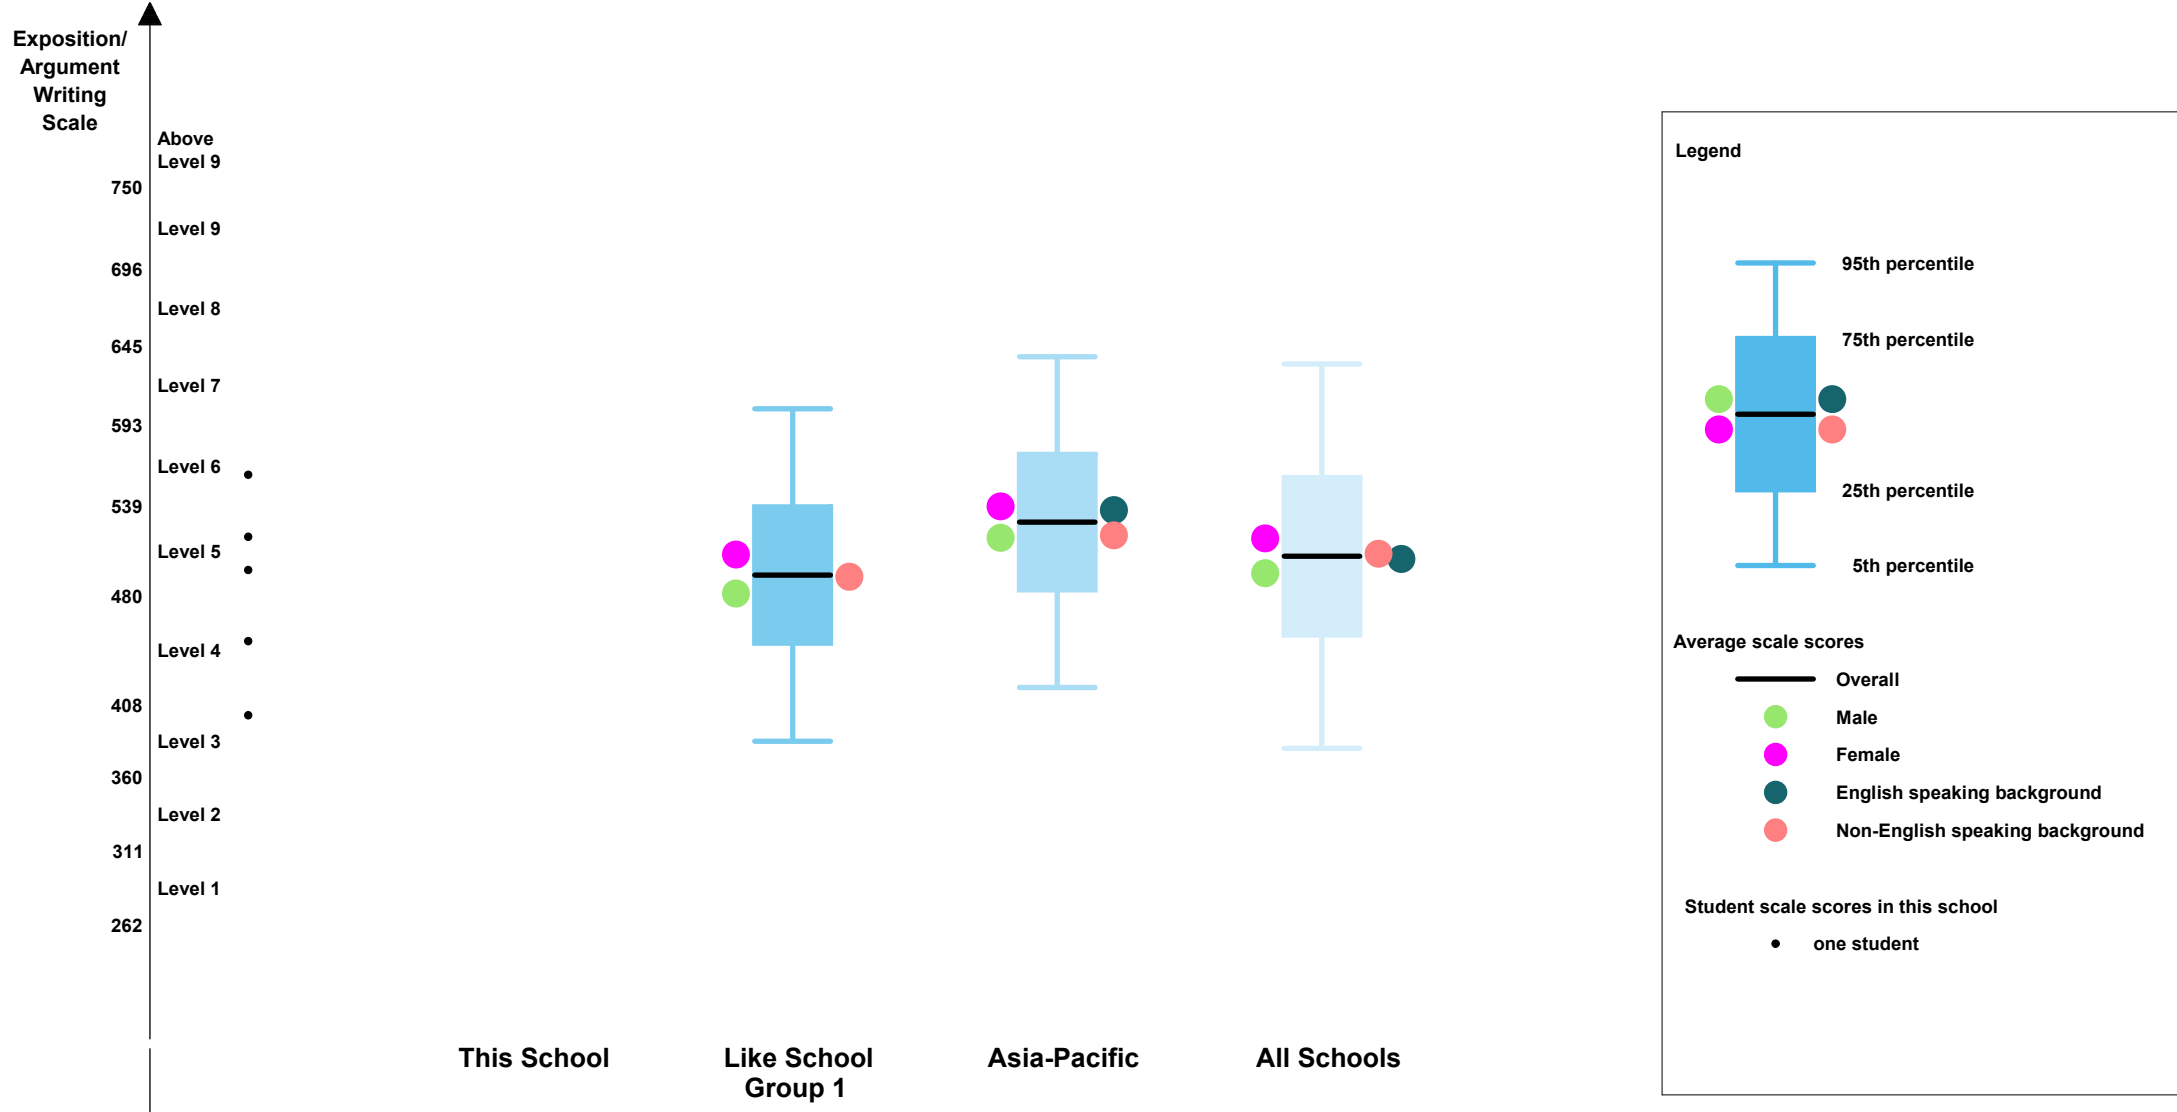 Exposition/
Argument
Writing
Scale
Above
Level 9
750
Level 9
696
Level 8
645
Level 7
593
Level 6
539
Level 5
480
Level 4
408
Level 3
360
Level 2
311
Level 1
262
This School
Like School
Group 1
Asia-Pacific
All Schools
Legend
95th percentile
75th percentile
25th percentile
5th percentile
Average scale scores
Overall
Male
Female
English speaking background
Non-English speaking background
Student scale scores in this school
one student